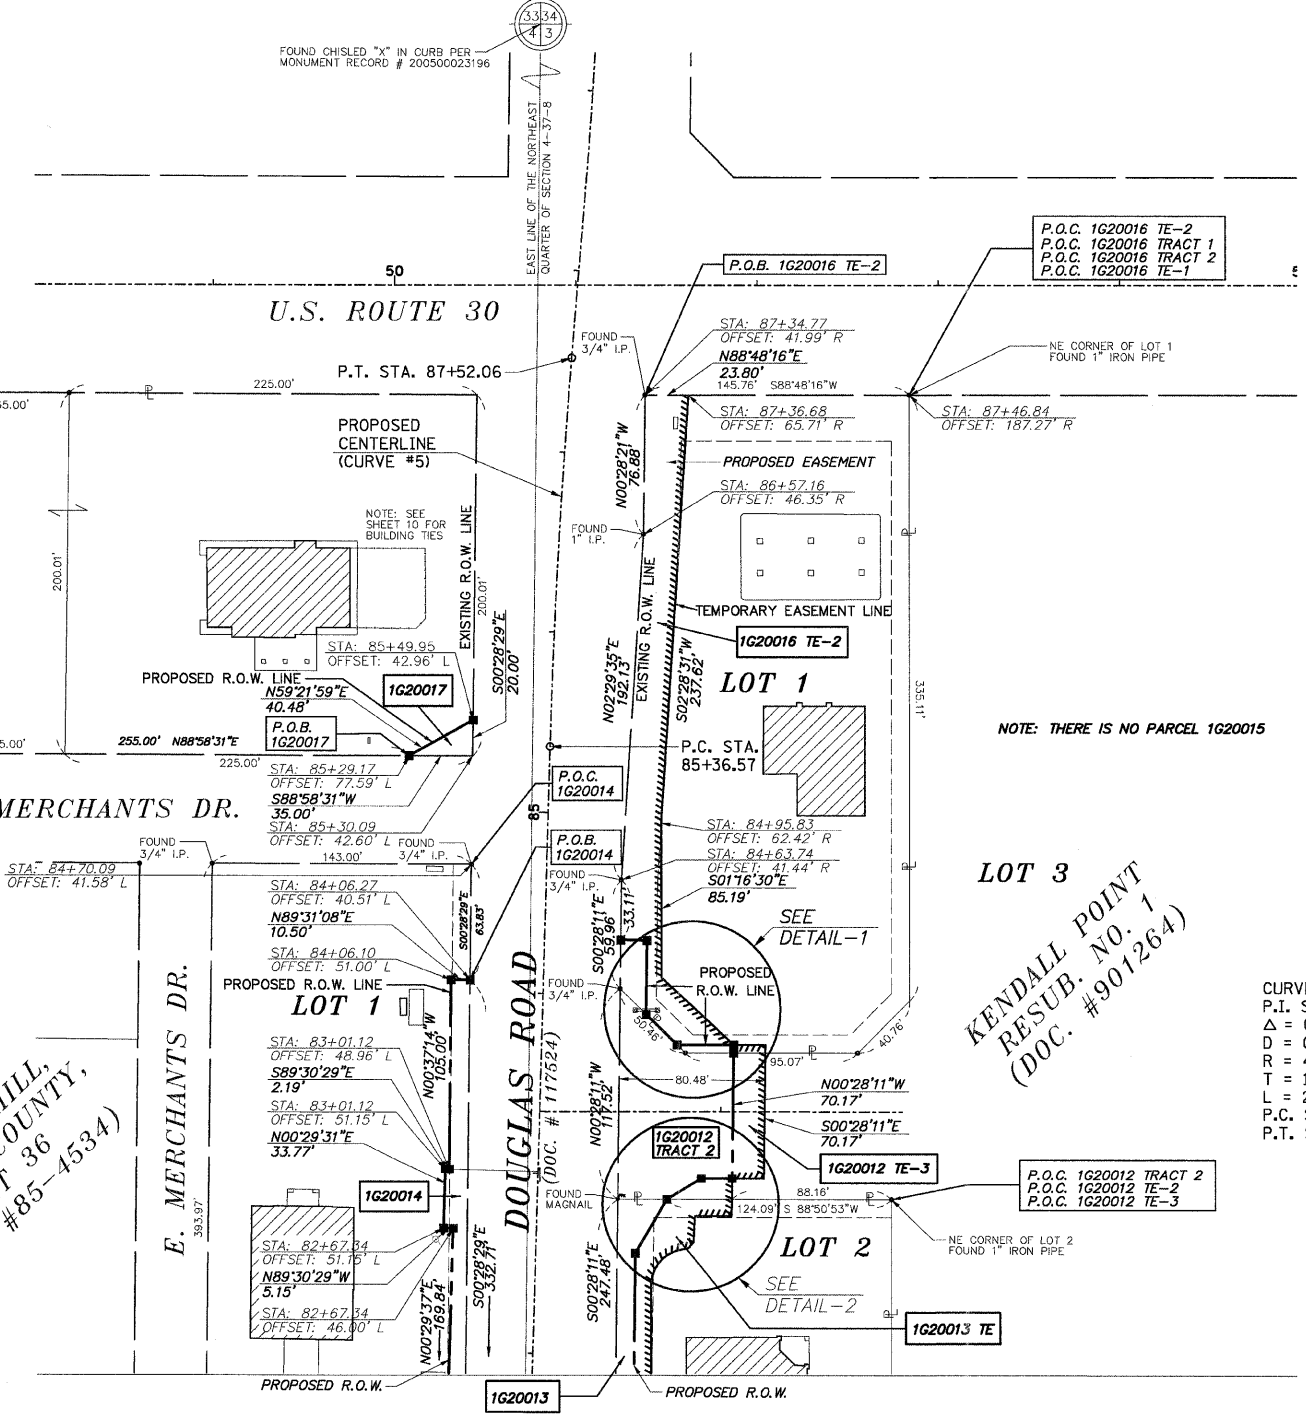 33 34
4 3
FOUND CHISLED "X" IN CURB PER
MONUMENT RECORD # 200500023196
EAST LINE OF THE NORTHEAST
QUARTER OF SECTION 4-37-8
P.O.C. 1G20016 TE-2
P.O.C. 1G20016 TRACT 1
P.O.C. 1G20016 TRACT 2
P.O.C. 1G20016 TE-1
P.O.B. 1G20016 TE-2
50
U.S. ROUTE 30
FOUND
3/4" I.P.
STA: 87+34.77
OFFSET: 41.99' R
N88°48'16"E
23.80'
145.76' S88°48'16"W
NE CORNER OF LOT 1
FOUND 1" IRON PIPE
P.T. STA. 87+52.06
225.00'
STA: 87+36.68
OFFSET: 65.71' R
STA: 87+46.84
OFFSET: 187.27' R
PROPOSED
CENTERLINE
(CURVE #5)
N00°28'21"W
76.88'
PROPOSED EASEMENT
STA: 86+57.16
OFFSET: 46.35' R
NOTE: SEE
SHEET 10 FOR
BUILDING TIES
FOUND
1" I.P.
EXISTING R.O.W. LINE
200.01'
200.01'
S00°28'29"E
20.00'
EXISTING R.O.W. LINE
N02°29'35"E
192.13'
S02°28'31"W
237.62'
TEMPORARY EASEMENT LINE
1G20016 TE-2
LOT 1
335.11'
STA: 85+49.95
OFFSET: 42.96' L
PROPOSED R.O.W. LINE
N59°21'59"E
40.48'
1G20017
P.O.B.
1G20017
NOTE: THERE IS NO PARCEL 1G20015
255.00' N88°58'31"E
225.00'
P.C. STA.
85+36.57
STA: 85+29.17
OFFSET: 77.59' L
S88°58'31"W
35.00'
P.O.C.
1G20014
MERCHANTS DR.
85
STA: 85+30.09
OFFSET: 42.60' L
STA: 84+95.83
OFFSET: 62.42' R
P.O.B.
1G20014
FOUND
3/4" I.P.
143.00'
FOUND
3/4" I.P.
STA: 84+63.74
OFFSET: 41.44' R
STA: 84+70.09
OFFSET: 41.58' L
FOUND
3/4" I.P.
S01°16'30"E
85.19'
LOT 3
STA: 84+06.27
OFFSET: 40.51' L
S00°28'29"E
63.83'
33.11'
S00°28'11"E
59.96'
N89°31'08"E
10.50'
SEE
DETAIL-1
KENDALL POINT
RESUB. NO. 1
(DOC. #901264)
STA: 84+06.10
OFFSET: 51.00' L
PROPOSED R.O.W. LINE
LOT 1
FOUND
3/4" I.P.
PROPOSED
R.O.W. LINE
50.46'
40.76'
95.07'
80.48'
DOUGLAS ROAD
(DOC. # 117524)
E. MERCHANTS DR.
393.97'
N00°37'14"W
105.00'
STA: 83+01.12
OFFSET: 48.96' L
S89°30'29"E
2.19'
STA: 83+01.12
OFFSET: 51.15' L
N00°29'31"E
33.77'
N00°28'11"W
117.52'
N00°28'11"W
70.17'
S00°28'11"E
70.17'
1G20012
TRACT 2
1G20012 TE-3
P.O.C. 1G20012 TRACT 2
P.O.C. 1G20012 TE-2
P.O.C. 1G20012 TE-3
1G20014
FOUND
MAGNAIL
88.16'
124.09' S 88°50'53"W
NE CORNER OF LOT 2
FOUND 1" IRON PIPE
LOT 2
STA: 82+67.34
OFFSET: 51.15' L
N89°30'29"W
5.15'
STA: 82+67.34
OFFSET: 46.00' L
S00°28'29"E
332.71'
N00°29'37"E
169.84'
S00°28'11"E
247.48'
SEE
DETAIL-2
1G20013 TE
PROPOSED R.O.W.
1G20013
PROPOSED R.O.W.
COUNTY,
#85-4534)
CURVE
P.I. S
Δ =
D =
R =
T = 1
L = 2
P.C.
P.T.